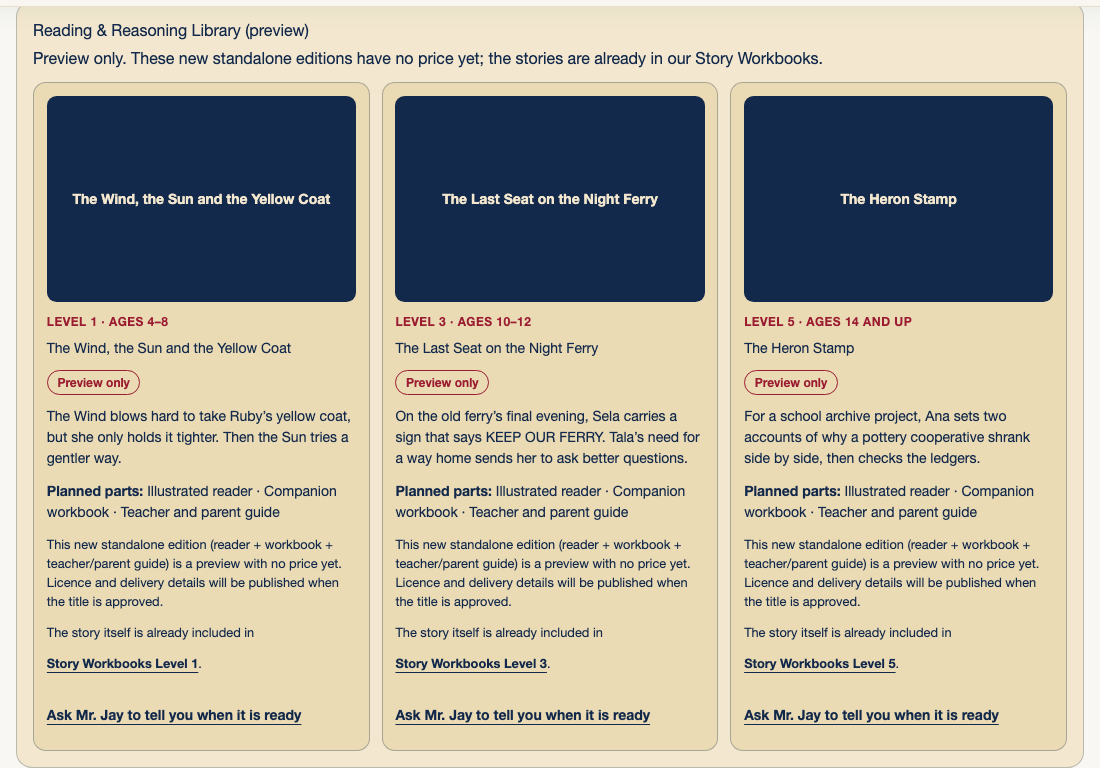 Reading & Reasoning Library (preview)
Preview only. These new standalone editions have no price yet; the stories are already in our Story Workbooks.
The Wind, the Sun and the Yellow Coat
LEVEL 1 · AGES 4–8
The Wind, the Sun and the Yellow Coat
Preview only
The Wind blows hard to take Ruby’s yellow coat,
but she only holds it tighter. Then the Sun tries a
gentler way.
Planned parts: Illustrated reader · Companion
workbook · Teacher and parent guide
This new standalone edition (reader + workbook +
teacher/parent guide) is a preview with no price yet.
Licence and delivery details will be published when
the title is approved.
The story itself is already included in
Story Workbooks Level 1.
Ask Mr. Jay to tell you when it is ready
The Last Seat on the Night Ferry
LEVEL 3 · AGES 10–12
The Last Seat on the Night Ferry
Preview only
On the old ferry’s final evening, Sela carries a
sign that says KEEP OUR FERRY. Tala’s need for
a way home sends her to ask better questions.
Planned parts: Illustrated reader · Companion
workbook · Teacher and parent guide
This new standalone edition (reader + workbook +
teacher/parent guide) is a preview with no price yet.
Licence and delivery details will be published when
the title is approved.
The story itself is already included in
Story Workbooks Level 3.
Ask Mr. Jay to tell you when it is ready
The Heron Stamp
LEVEL 5 · AGES 14 AND UP
The Heron Stamp
Preview only
For a school archive project, Ana sets two
accounts of why a pottery cooperative shrank
side by side, then checks the ledgers.
Planned parts: Illustrated reader · Companion
workbook · Teacher and parent guide
This new standalone edition (reader + workbook +
teacher/parent guide) is a preview with no price yet.
Licence and delivery details will be published when
the title is approved.
The story itself is already included in
Story Workbooks Level 5.
Ask Mr. Jay to tell you when it is ready